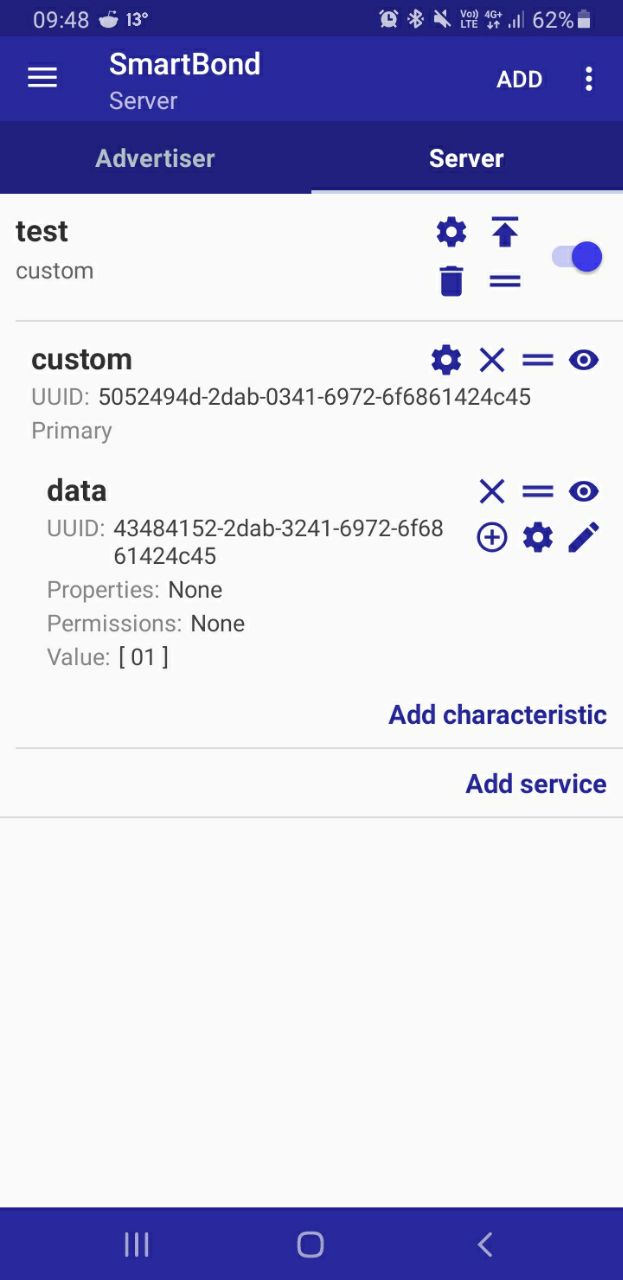 09:48 13° Vo)) LTE 4G+ 62%
SmartBond
Server
ADD
Advertiser Server
test
custom
custom
UUID: 5052494d-2dab-0341-6972-6f6861424c45
Primary
data
UUID: 43484152-2dab-3241-6972-6f68
61424c45
Properties: None
Permissions: None
Value: [ 01 ]
Add characteristic
Add service